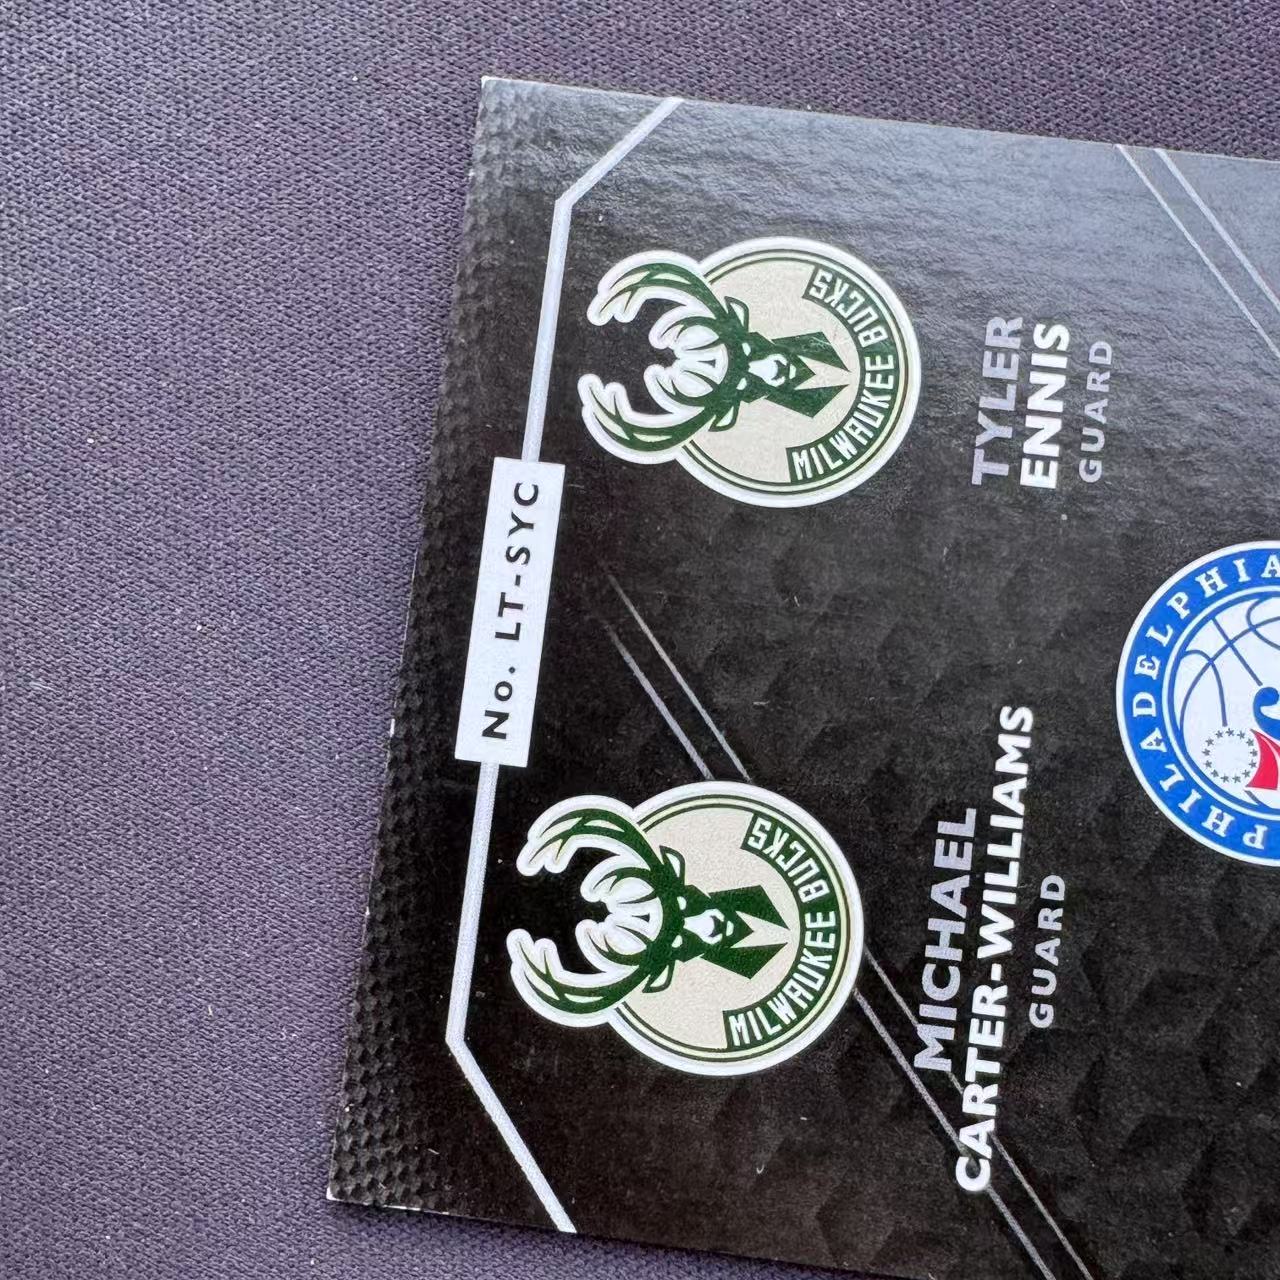 No. LT-SYC
MILWAUKEE BUCKS
MICHAEL
CARTER-WILLIAMS
GUARD
MILWAUKEE BUCKS
TYLER
ENNIS
GUARD
PHILADELPHIA